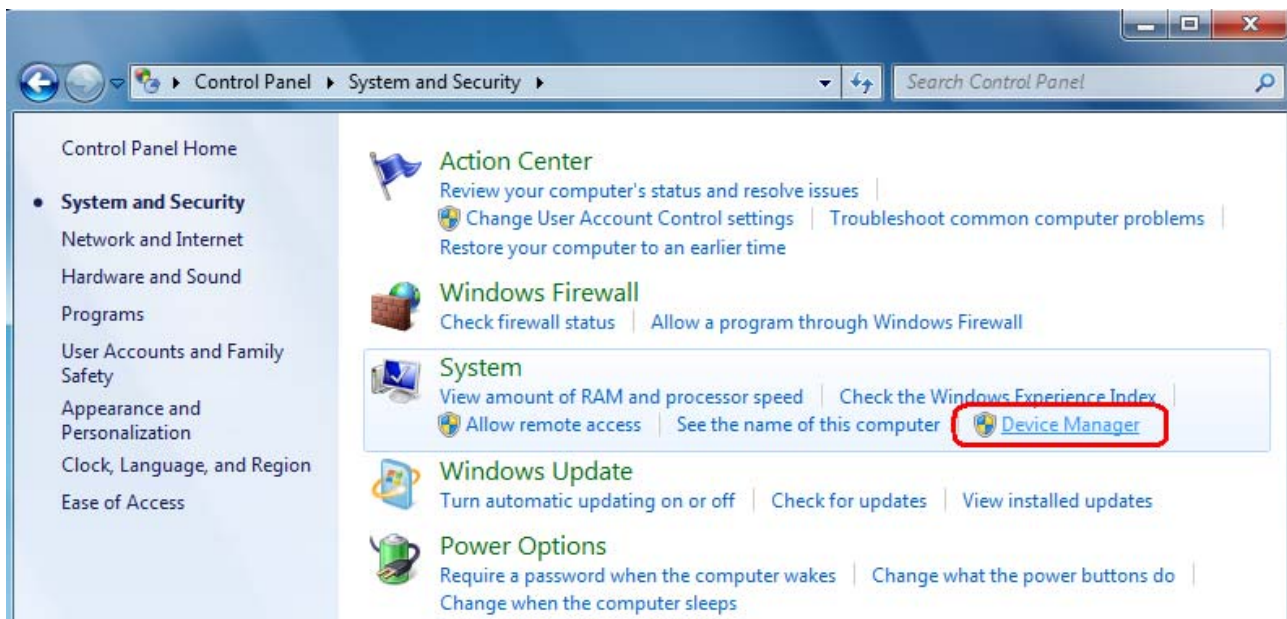 Control Panel System and Security Search Control Panel
Control Panel Home
System and Security
Network and Internet
Hardware and Sound
Programs
User Accounts and Family
Safety
Appearance and
Personalization
Clock, Language, and Region
Ease of Access
Action Center
Review your computer's status and resolve issues
Change User Account Control settings Troubleshoot common computer problems
Restore your computer to an earlier time
Windows Firewall
Check firewall status Allow a program through Windows Firewall
System
View amount of RAM and processor speed Check the Windows Experience Index
Allow remote access See the name of this computer Device Manager
Windows Update
Turn automatic updating on or off Check for updates View installed updates
Power Options
Require a password when the computer wakes Change what the power buttons do
Change when the computer sleeps